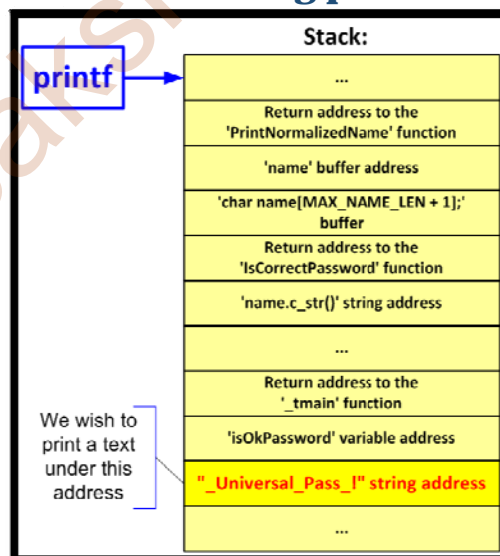 Stack:
printf
...
Return address to the
'PrintNormalizedName' function
'name' buffer address
'char name[MAX_NAME_LEN + 1];'
buffer
Return address to the
'IsCorrectPassword' function
'name.c_str()' string address
...
Return address to the
'_tmain' function
'isOkPassword' variable address
We wish to
print a text
under this
address
"_Universal_Pass_!" string address
...